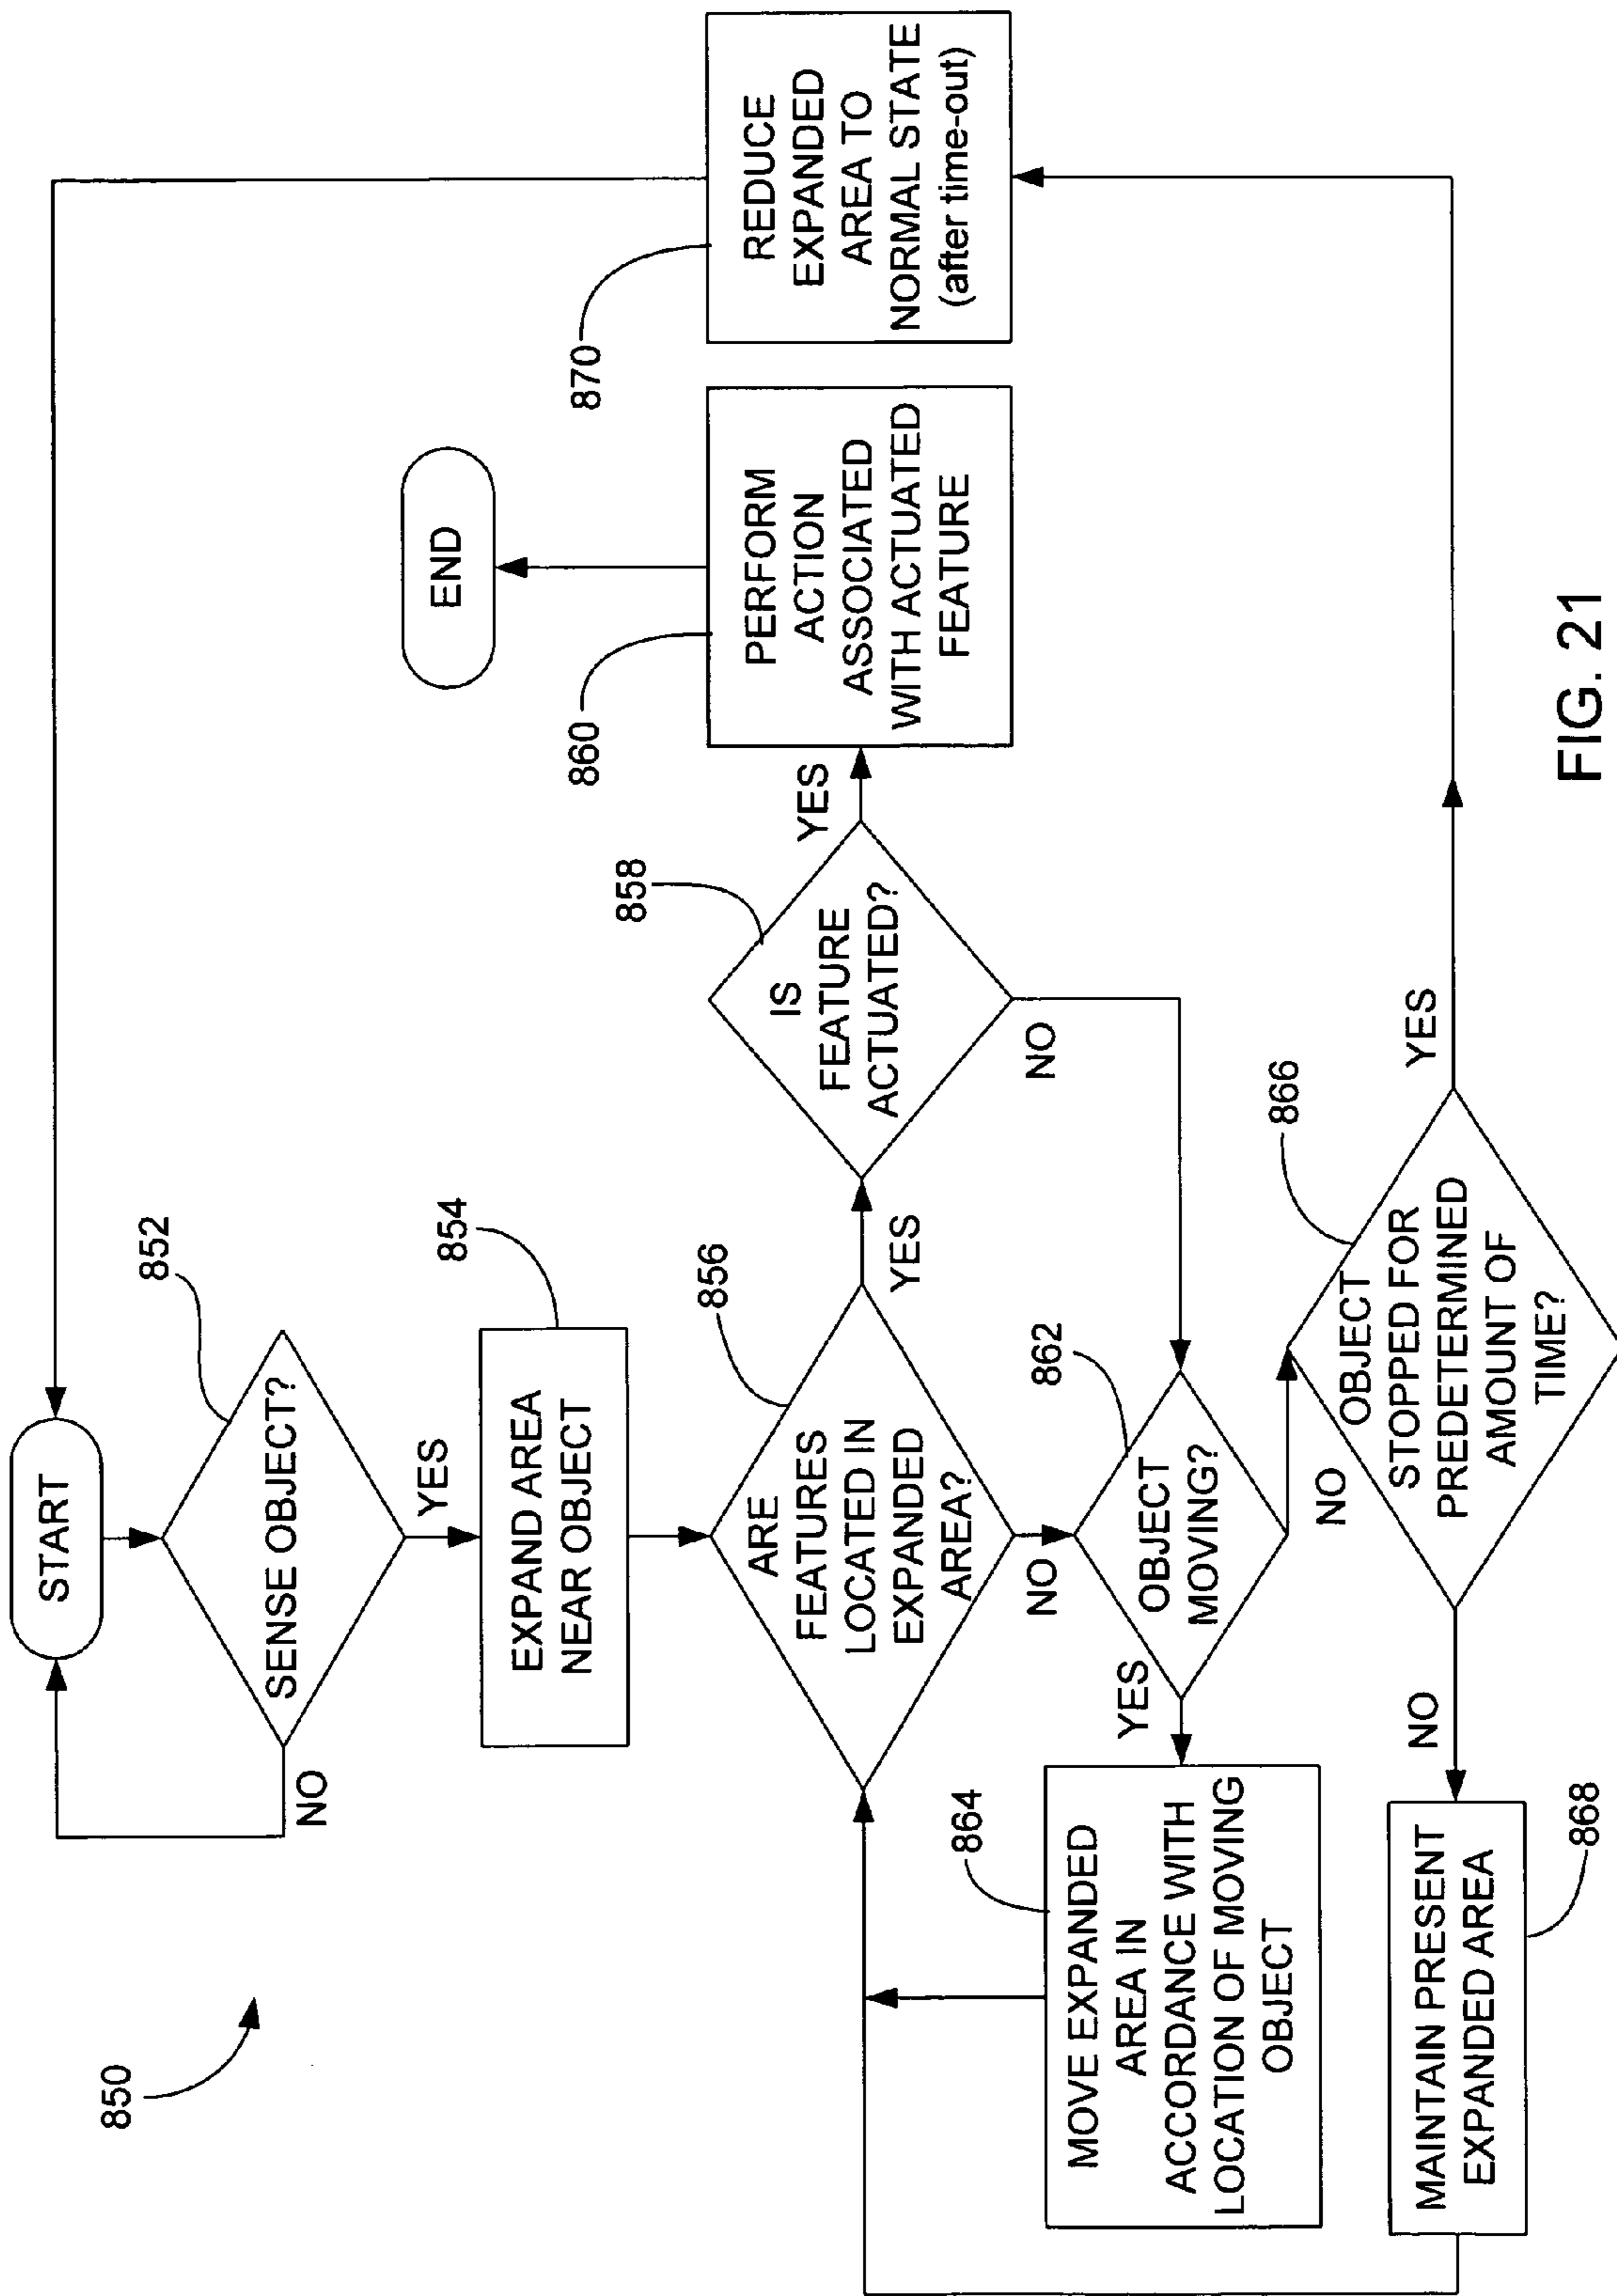 850
START
852
SENSE OBJECT?
NO
YES
854
EXPAND AREA
NEAR OBJECT
856
ARE
FEATURES
LOCATED IN
EXPANDED
AREA?
YES
NO
858
IS
FEATURE
ACTUATED?
YES
NO
860
PERFORM
ACTION
ASSOCIATED
WITH ACTUATED
FEATURE
END
862
OBJECT
MOVING?
YES
NO
864
MOVE EXPANDED
AREA IN
ACCORDANCE WITH
LOCATION OF MOVING
OBJECT
866
OBJECT
STOPPED FOR
PREDETERMINED
AMOUNT OF
TIME?
YES
NO
868
MAINTAIN PRESENT
EXPANDED AREA
870
REDUCE
EXPANDED
AREA TO
NORMAL STATE
(after time-out)
FIG. 21